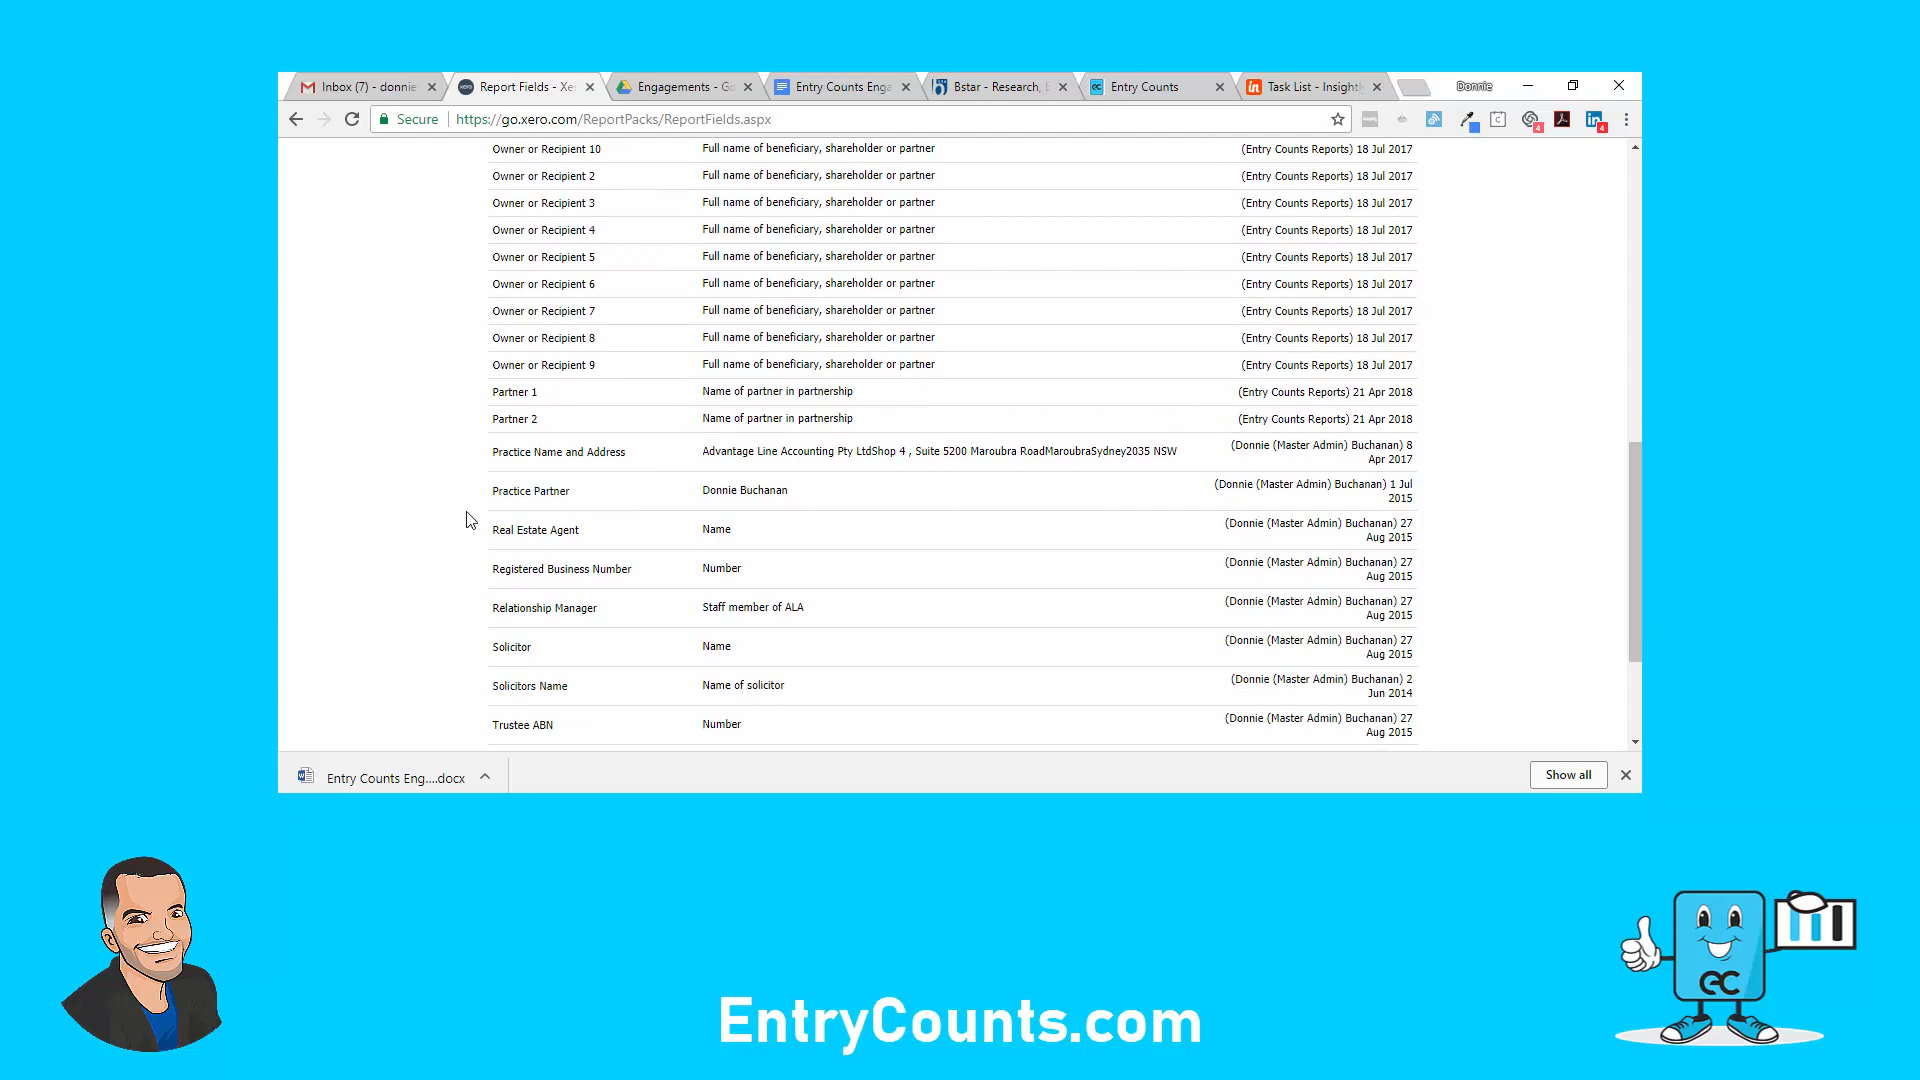 Inbox (7) - donnie
Report Fields - Xe
Engagements - Go
Entry Counts Enga
Bstar - Research, E
Entry Counts
Task List - Insightl
Donnie
Secure
https://go.xero.com/ReportPacks/ReportFields.aspx
Owner or Recipient 10 Full name of beneficiary, shareholder or partner (Entry Counts Reports) 18 Jul 2017
Owner or Recipient 2 Full name of beneficiary, shareholder or partner (Entry Counts Reports) 18 Jul 2017
Owner or Recipient 3 Full name of beneficiary, shareholder or partner (Entry Counts Reports) 18 Jul 2017
Owner or Recipient 4 Full name of beneficiary, shareholder or partner (Entry Counts Reports) 18 Jul 2017
Owner or Recipient 5 Full name of beneficiary, shareholder or partner (Entry Counts Reports) 18 Jul 2017
Owner or Recipient 6 Full name of beneficiary, shareholder or partner (Entry Counts Reports) 18 Jul 2017
Owner or Recipient 7 Full name of beneficiary, shareholder or partner (Entry Counts Reports) 18 Jul 2017
Owner or Recipient 8 Full name of beneficiary, shareholder or partner (Entry Counts Reports) 18 Jul 2017
Owner or Recipient 9 Full name of beneficiary, shareholder or partner (Entry Counts Reports) 18 Jul 2017
Partner 1 Name of partner in partnership (Entry Counts Reports) 21 Apr 2018
Partner 2 Name of partner in partnership (Entry Counts Reports) 21 Apr 2018
Practice Name and Address Advantage Line Accounting Pty LtdShop 4 , Suite 5200 Maroubra RoadMaroubraSydney2035 NSW (Donnie (Master Admin) Buchanan) 8
Apr 2017
Practice Partner Donnie Buchanan (Donnie (Master Admin) Buchanan) 1 Jul
2015
Real Estate Agent Name (Donnie (Master Admin) Buchanan) 27
Aug 2015
Registered Business Number Number (Donnie (Master Admin) Buchanan) 27
Aug 2015
Relationship Manager Staff member of ALA (Donnie (Master Admin) Buchanan) 27
Aug 2015
Solicitor Name (Donnie (Master Admin) Buchanan) 27
Aug 2015
Solicitors Name Name of solicitor (Donnie (Master Admin) Buchanan) 2
Jun 2014
Trustee ABN Number (Donnie (Master Admin) Buchanan) 27
Aug 2015
Entry Counts Eng....docx
Show all
ec
EntryCounts.com